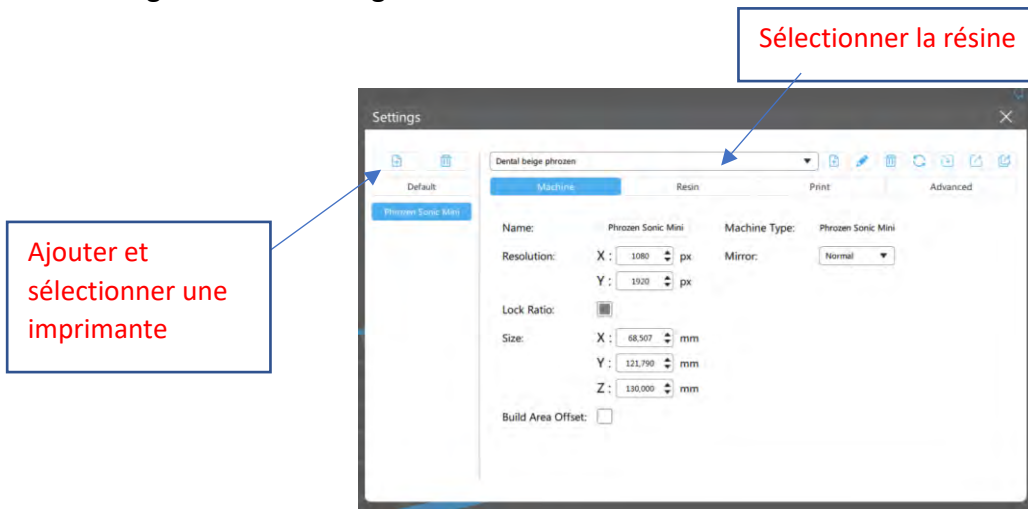 Sélectionner la résine
Settings
Dental beige phrozen
Default
Machine
Resin
Print
Advanced
Phrozen Sonic Mini
Ajouter et
sélectionner une
imprimante
Name: Phrozen Sonic Mini Machine Type: Phrozen Sonic Mini
Resolution: X : 1080 px Mirror: Normal
Y : 1920 px
Lock Ratio:
Size: X : 68,507 mm
Y : 121,790 mm
Z : 130,000 mm
Build Area Offset: